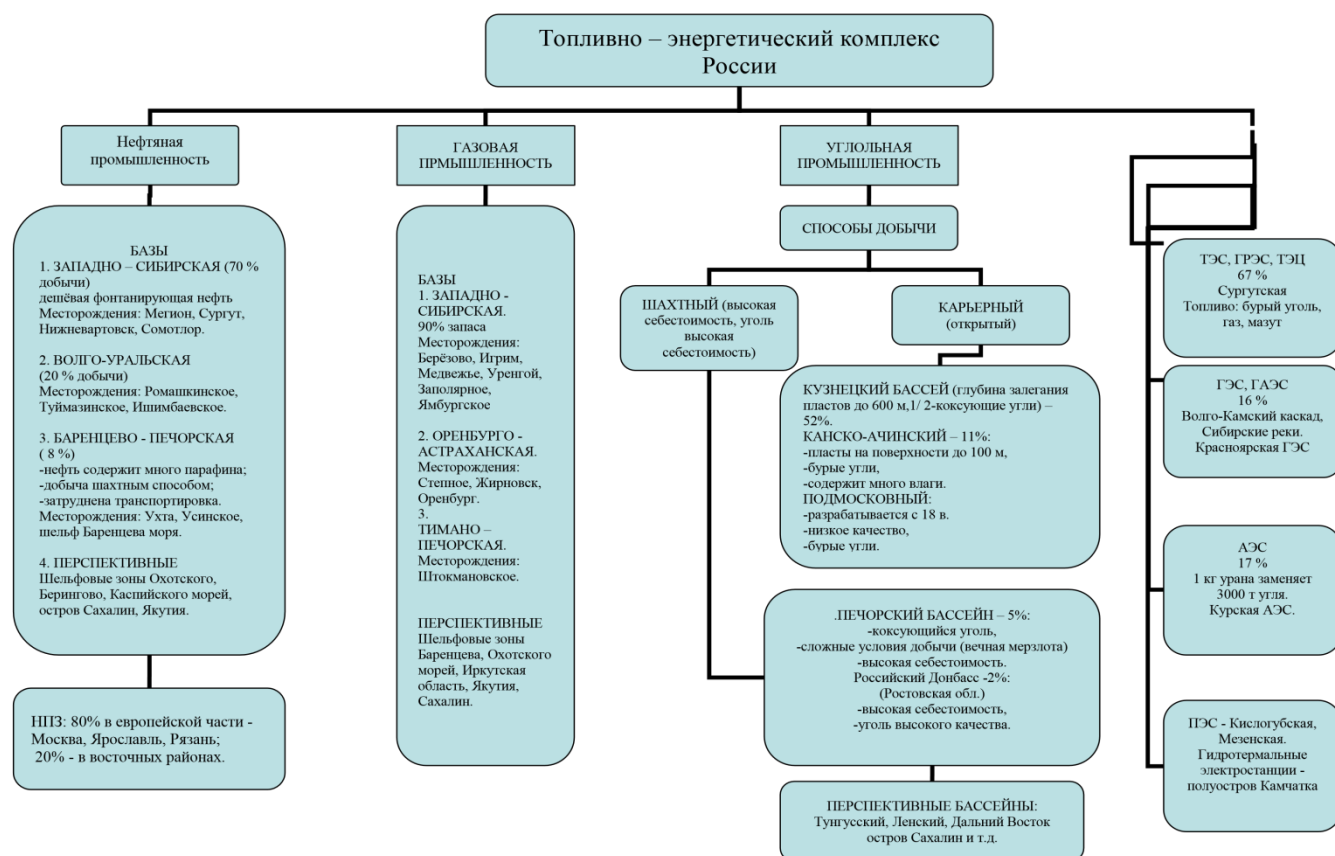 Топливно – энергетический комплекс
России
Нефтяная
промышленность
БАЗЫ
1. ЗАПАДНО – СИБИРСКАЯ (70 %
добычи)
дешёвая фонтанирующая нефть
Месторождения: Мегион, Сургут,
Нижневартовск, Сомотлор.
2. ВОЛГО-УРАЛЬСКАЯ
(20 % добычи)
Месторождения: Ромашкинское,
Туймазинское, Ишимбаевское.
3. БАРЕНЦЕВО - ПЕЧОРСКАЯ
( 8 %)
-нефть содержит много парафина;
-добыча шахтным способом;
-затруднена транспортировка.
Месторождения: Ухта, Усинское,
шельф Баренцева моря.
4. ПЕРСПЕКТИВНЫЕ
Шельфовые зоны Охотского,
Берингово, Каспийского морей,
остров Сахалин, Якутия.
НПЗ: 80% в европейской части -
Москва, Ярославль, Рязань;
20% - в восточных районах.
ГАЗОВАЯ
ПРМЫШЛЕННОСТЬ
БАЗЫ
1. ЗАПАДНО -
СИБИРСКАЯ.
90% запаса
Месторождения:
Берёзово, Игрим,
Медвежье, Уренгой,
Заполярное,
Ямбургское
2. ОРЕНБУРГО -
АСТРАХАНСКАЯ.
Месторождения:
Степное, Жирновск,
Оренбург.
3.
ТИМАНО –
ПЕЧОРСКАЯ.
Месторождения:
Штокмановское.
ПЕРСПЕКТИВНЫЕ
Шельфовые зоны
Баренцева, Охотского
морей, Иркутская
область, Якутия,
Сахалин.
УГЛОЛЬНАЯ
ПРОМЫШЛЕННОСТЬ
СПОСОБЫ ДОБЫЧИ
ШАХТНЫЙ (высокая
себестоимость, уголь
высокая
себестоимость)
КАРЬЕРНЫЙ
(открытый)
КУЗНЕЦКИЙ БАССЕЙ (глубина залегания
пластов до 600 м,1/ 2-коксующие угли) –
52%.
КАНСКО-АЧИНСКИЙ – 11%:
-пласты на поверхности до 100 м,
-бурые угли,
-содержит много влаги.
ПОДМОСКОВНЫЙ:
-разрабатывается с 18 в.
-низкое качество,
-бурые угли.
.ПЕЧОРСКИЙ БАССЕЙН – 5%:
-коксующийся уголь,
-сложные условия добычи (вечная мерзлота)
-высокая себестоимость.
Российский Донбасс -2%:
(Ростовская обл.)
-высокая себестоимость,
-уголь высокого качества.
ПЕРСПЕКТИВНЫЕ БАССЕЙНЫ:
Тунгусский, Ленский, Дальний Восток
остров Сахалин и т.д.
ТЭС, ГРЭС, ТЭЦ
67 %
Сургутская
Топливо: бурый уголь,
газ, мазут
ГЭС, ГАЭС
16 %
Волго-Камский каскад,
Сибирские реки.
Красноярская ГЭС
АЭС
17 %
1 кг урана заменяет
3000 т угля.
Курская АЭС.
ПЭС - Кислогубская,
Мезенская.
Гидротермальные
электростанции -
полуостров Камчатка